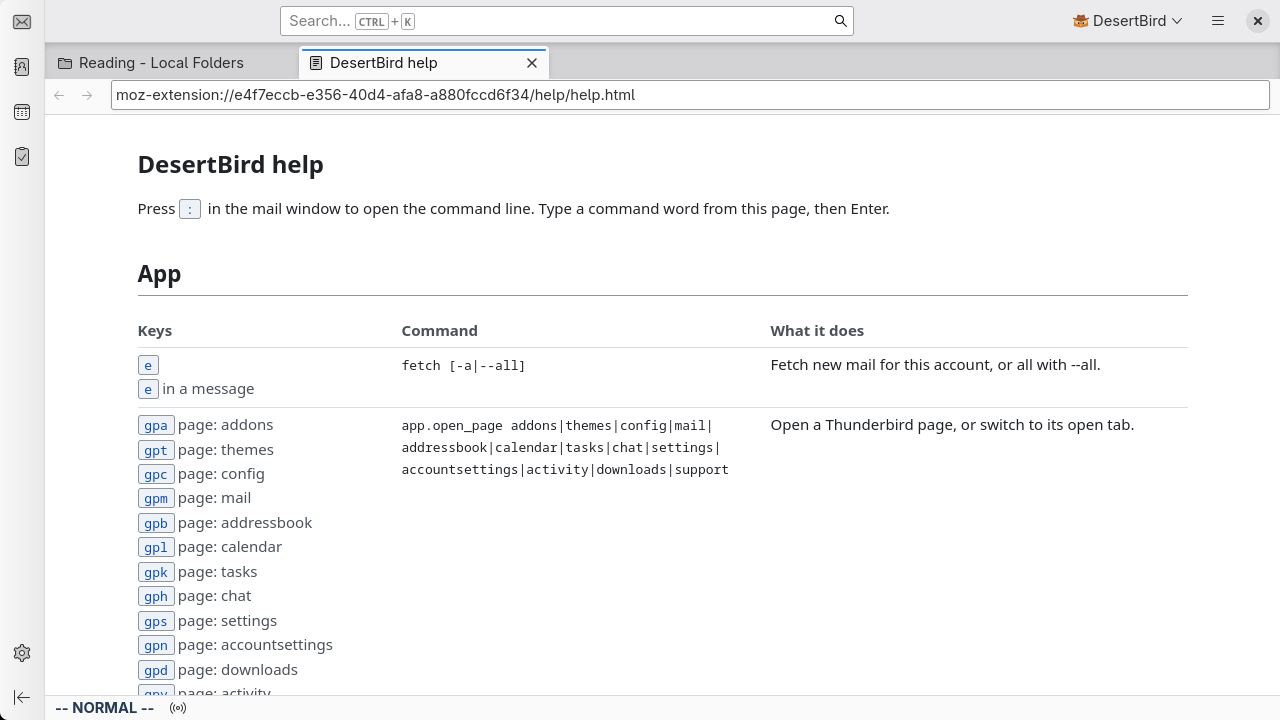 Search... CTRL + K
DesertBird
Reading - Local Folders
DesertBird help
moz-extension://e4f7eccb-e356-40d4-afa8-a880fccd6f34/help/help.html
DesertBird help
Press : in the mail window to open the command line. Type a command word from this page, then Enter.
App
Keys Command What it does
e fetch [-a|--all] Fetch new mail for this account, or all with --all.
e in a message
gpa page: addons app.open_page addons|themes|config|mail| Open a Thunderbird page, or switch to its open tab.
gpt page: themes addressbook|calendar|tasks|chat|settings|
gpc page: config accountsettings|activity|downloads|support
gpm page: mail
gpb page: addressbook
gpl page: calendar
gpk page: tasks
gph page: chat
gps page: settings
gpn page: accountsettings
gpd page: downloads
gpv page: activity
-- NORMAL --